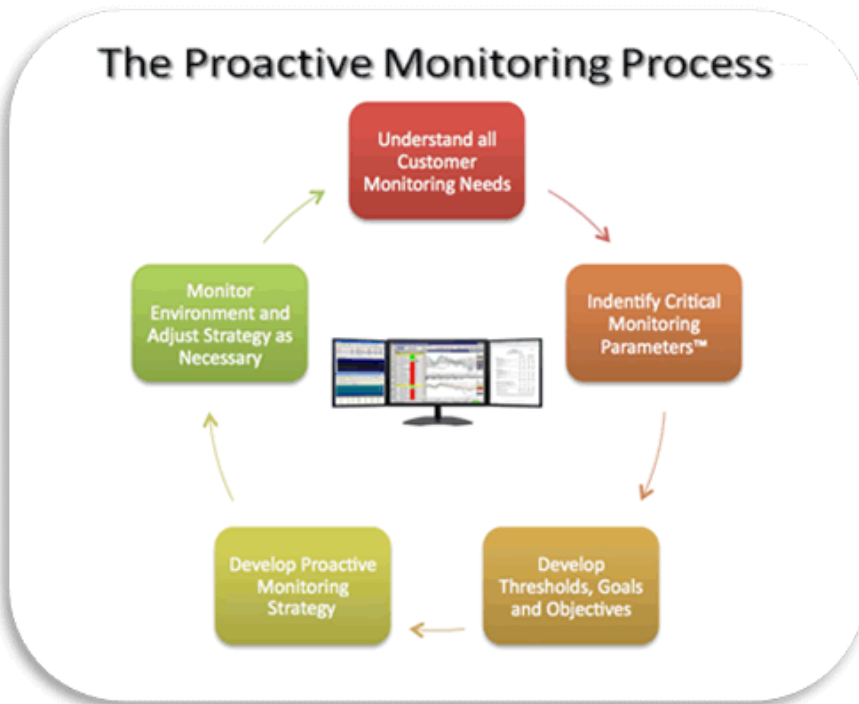 The Proactive Monitoring Process
Understand all
Customer
Monitoring Needs
Indentify Critical
Monitoring
Parameters™
Develop
Thresholds, Goals
and Objectives
Develop Proactive
Monitoring
Strategy
Monitor
Environment and
Adjust Strategy as
Necessary